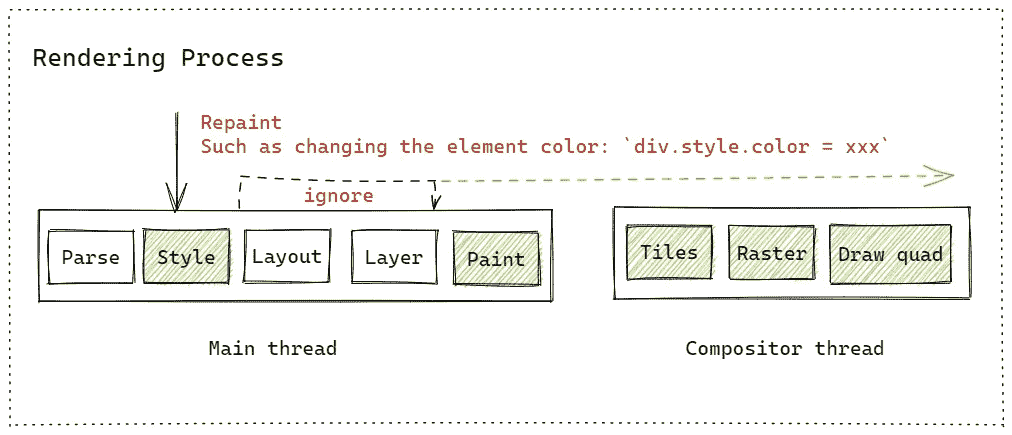 Rendering Process
Repaint
Such as changing the element color: `div.style.color = xxx`
ignore
Parse
Style
Layout
Layer
Paint
Tiles
Raster
Draw quad
Main thread
Compositor thread